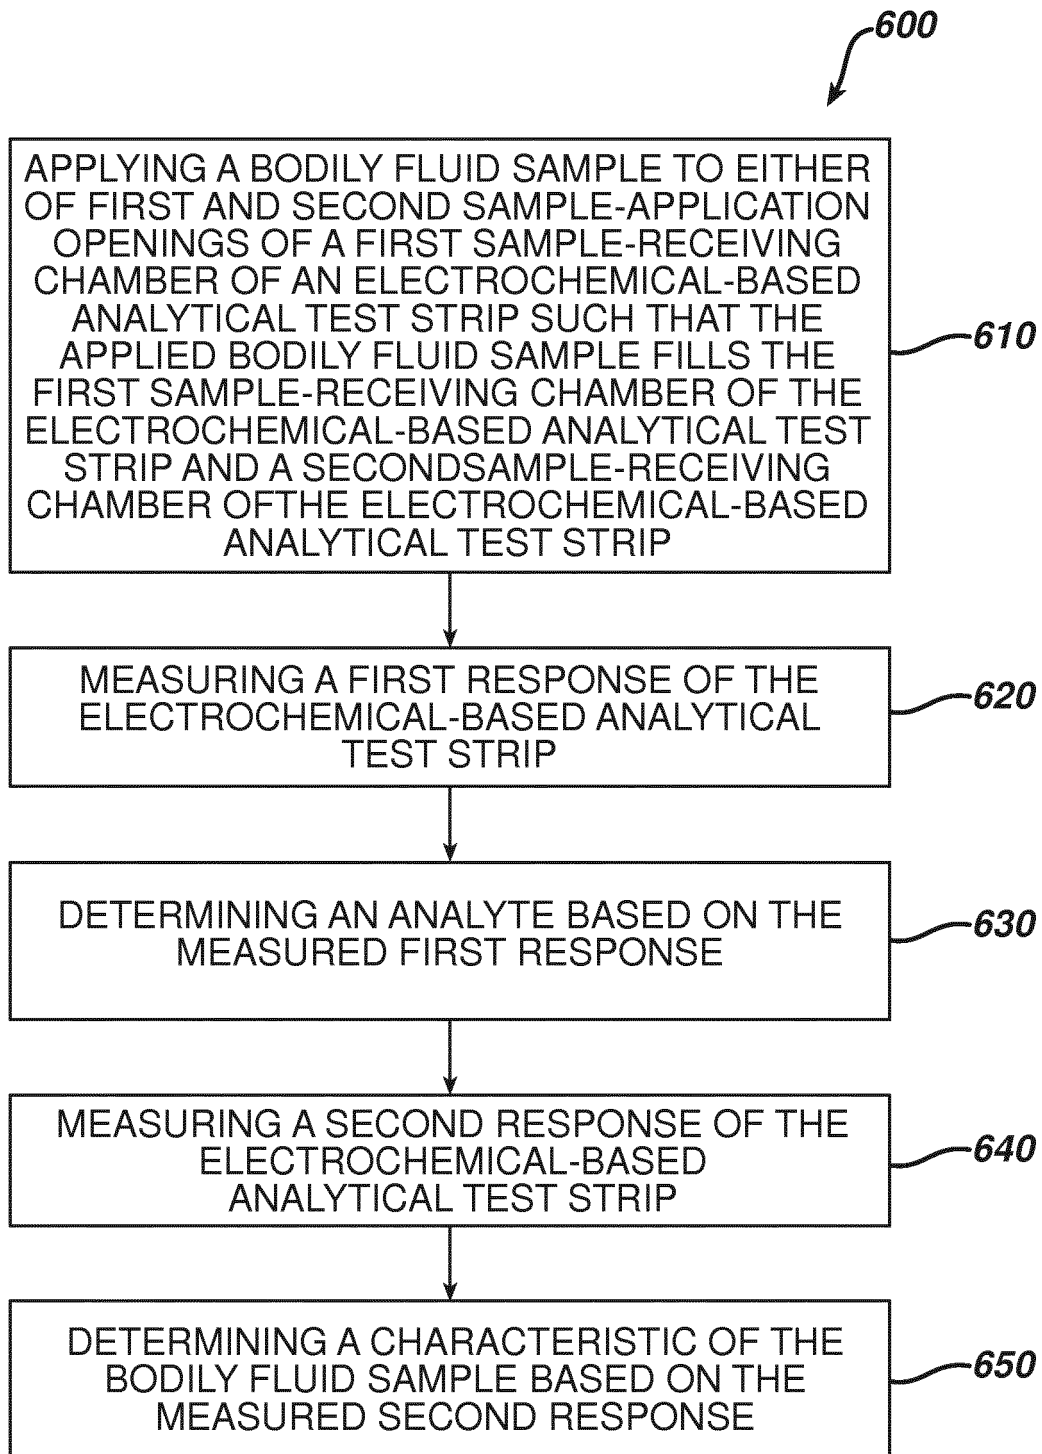 600
APPLYING A BODILY FLUID SAMPLE TO EITHER
OF FIRST AND SECOND SAMPLE-APPLICATION
OPENINGS OF A FIRST SAMPLE-RECEIVING
CHAMBER OF AN ELECTROCHEMICAL-BASED
ANALYTICAL TEST STRIP SUCH THAT THE
APPLIED BODILY FLUID SAMPLE FILLS THE
FIRST SAMPLE-RECEIVING CHAMBER OF THE
ELECTROCHEMICAL-BASED ANALYTICAL TEST
STRIP AND A SECONDSAMPLE-RECEIVING
CHAMBER OFTHE ELECTROCHEMICAL-BASED
ANALYTICAL TEST STRIP
610
MEASURING A FIRST RESPONSE OF THE
ELECTROCHEMICAL-BASED ANALYTICAL
TEST STRIP
620
DETERMINING AN ANALYTE BASED ON THE
MEASURED FIRST RESPONSE
630
MEASURING A SECOND RESPONSE OF THE
ELECTROCHEMICAL-BASED
ANALYTICAL TEST STRIP
640
DETERMINING A CHARACTERISTIC OF THE
BODILY FLUID SAMPLE BASED ON THE
MEASURED SECOND RESPONSE
650